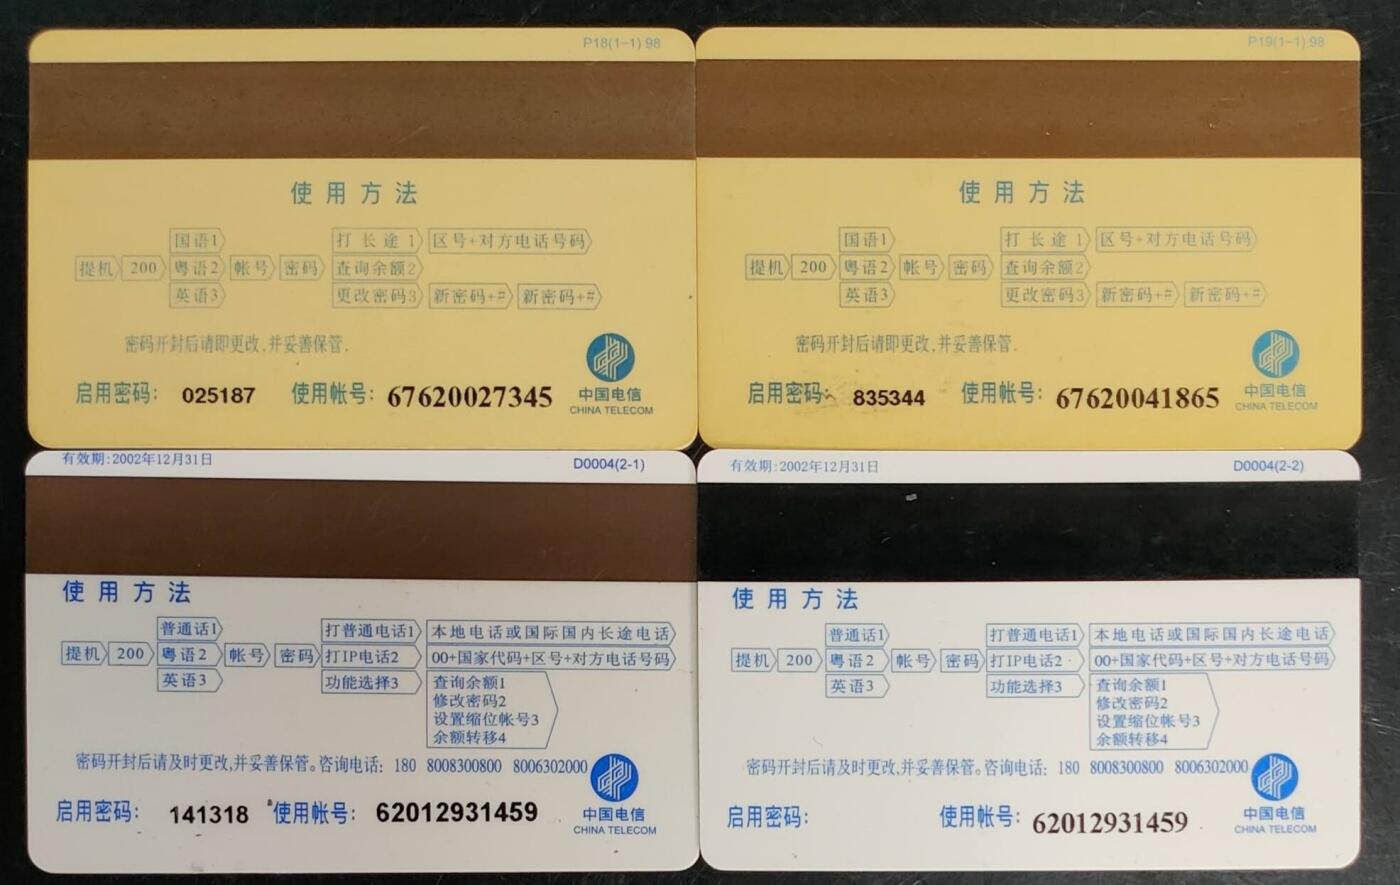 P18(1-1) 98
使用方法
国语1 打长途1 区号+对方电话号码
提机 200 粤语2 帐号 密码 查询余额2
英语3 更改密码3 新密码+# 新密码+#
密码开封后请即更改,并妥善保管.
中国电信
CHINA TELECOM
启用密码: 025187 使用帐号: 67620027345
P19(1-1) 98
使用方法
国语1 打长途1 区号+对方电话号码
提机 200 粤语2 帐号 密码 查询余额2
英语3 更改密码3 新密码+# 新密码+#
密码开封后请即更改,并妥善保管.
中国电信
CHINA TELECOM
启用密码: 835344 使用帐号: 67620041865
有效期:2002年12月31日 D0004(2-1)
使用方法
普通话1 打普通电话1 本地电话或国际国内长途电话
提机 200 粤语2 帐号 密码 打IP电话2 00+国家代码+区号+对方电话号码
英语3 功能选择3 查询余额1
修改密码2
设置缩位帐号3
余额转移4
密码开封后请及时更改,并妥善保管。咨询电话: 180 8008300800 8006302000
中国电信
CHINA TELECOM
启用密码: 141318 使用帐号: 62012931459
有效期:2002年12月31日 D0004(2-2)
使用方法
普通话1 打普通电话1 本地电话或国际国内长途电话
提机 200 粤语2 帐号 密码 打IP电话2 00+国家代码+区号+对方电话号码
英语3 功能选择3 查询余额1
修改密码2
设置缩位帐号3
余额转移4
密码开封后请及时更改,并妥善保管。咨询电话: 180 8008300800 8006302000
中国电信
CHINA TELECOM
启用密码: 使用帐号: 62012931459